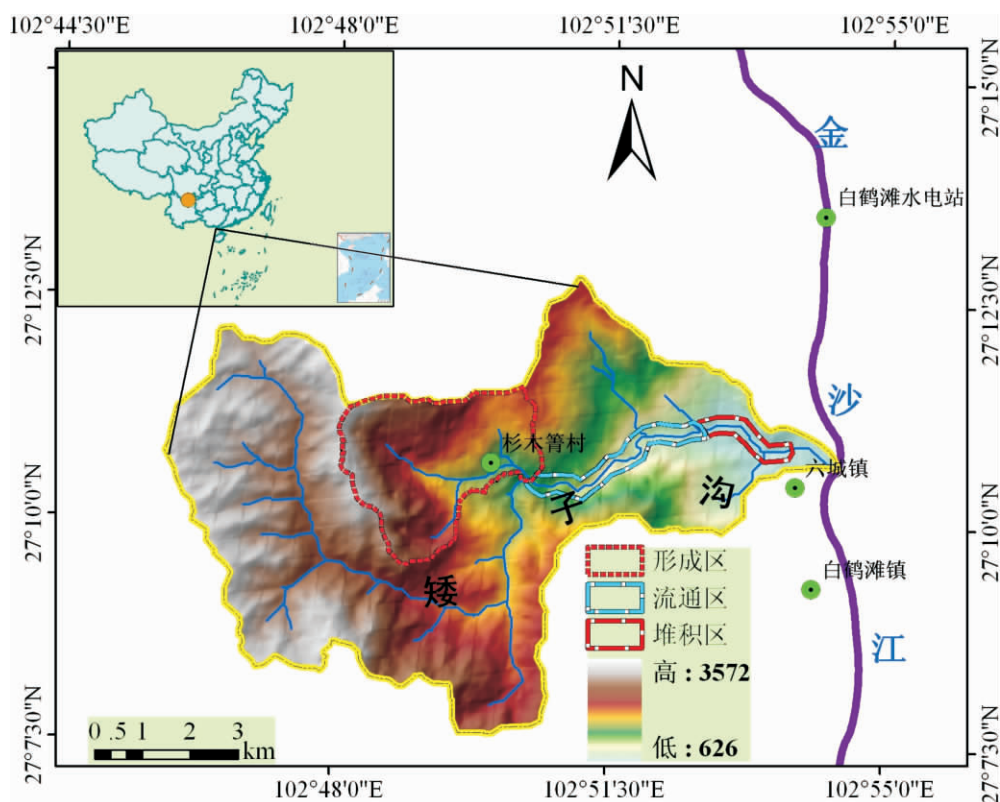 102°44'30"E 102°48'0"E 102°51'30"E 102°55'0"E
N
27°15'0"N
金
白鹤滩水电站
27°12'30"N
27°12'30"N
沙
杉木箐村
六城镇
沟
子
27°10'0"N
27°10'0"N
形成区
白鹤滩镇
矮
流通区
堆积区
江
高：3572
低：626
0 .5 1 2 3
km
27°7'30"N
27°7'30"N
102°48'0"E 102°51'30"E 102°55'0"E